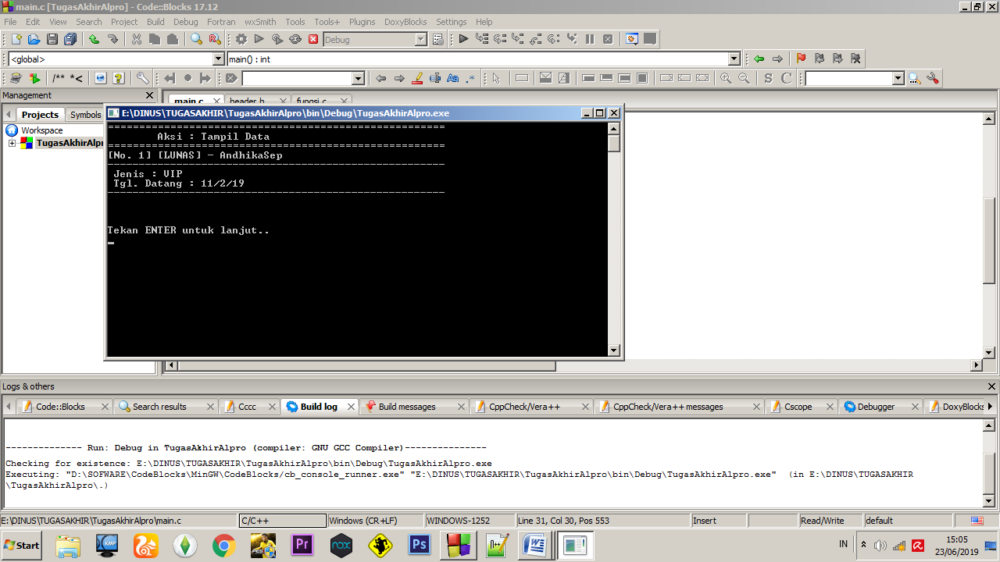 main.c [TugasAkhirAlpro] - Code::Blocks 17.12
File Edit View Search Project Build Debug Fortran wxSmith Tools Tools+ Plugins DoxyBlocks Settings Help
Debug
<global> main() : int
/** *<
S C
Management
main.c header.h fungsi.c
Projects Symbols
Workspace
TugasAkhirAlpro
E:\DINUS\TUGASAKHIR\TugasAkhirAlpro\bin\Debug\TugasAkhirAlpro.exe
======================================================
Aksi : Tampil Data
======================================================
[No. 1] [LUNAS] - AndhikaSep
------------------------------------------------------
Jenis : VIP
Tgl. Datang : 11/2/19
------------------------------------------------------
Tekan ENTER untuk lanjut..
Logs & others
Code::Blocks Search results Cccc Build log Build messages CppCheck/Vera++ CppCheck/Vera++ messages Cscope Debugger DoxyBlocks
-------------- Run: Debug in TugasAkhirAlpro (compiler: GNU GCC Compiler)---------------
Checking for existence: E:\DINUS\TUGASAKHIR\TugasAkhirAlpro\bin\Debug\TugasAkhirAlpro.exe
Executing: "D:\SOFWARE\CodeBlocks\MinGW\CodeBlocks/cb_console_runner.exe" "E:\DINUS\TUGASAKHIR\TugasAkhirAlpro\bin\Debug\TugasAkhirAlpro.exe"  (in E:\DINUS\TUGASAKHIR
\TugasAkhirAlpro\.)
E:\DINUS\TUGASAKHIR\TugasAkhirAlpro\main.c C/C++ Windows (CR+LF) WINDOWS-1252 Line 31, Col 30, Pos 553 Insert Read/Write default
Start KMP Pr nox Ps IN 15:05
23/06/2019